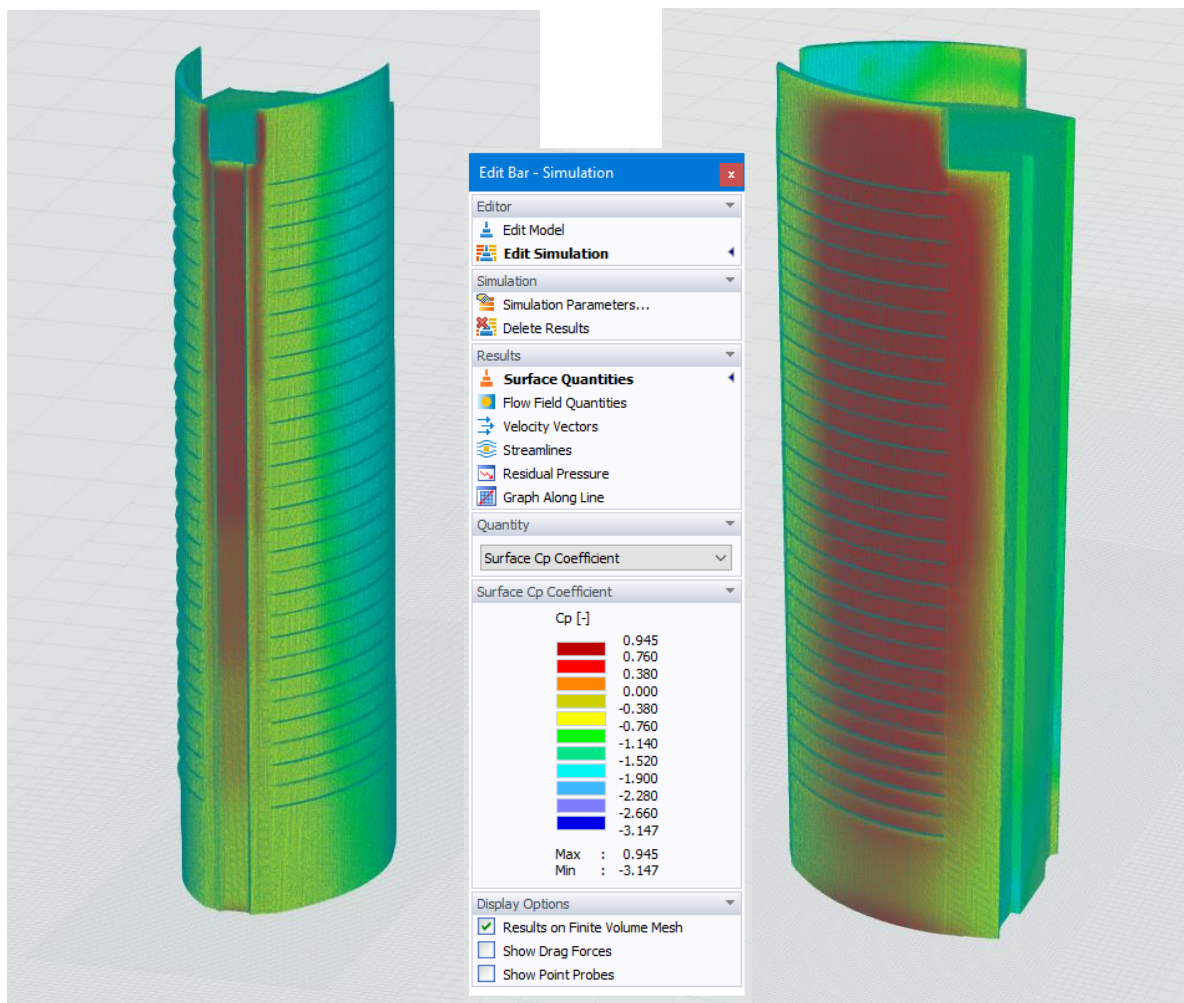 Edit Bar - Simulation
x
Editor
Edit Model
Edit Simulation
Simulation
Simulation Parameters...
Delete Results
Results
Surface Quantities
Flow Field Quantities
Velocity Vectors
Streamlines
Residual Pressure
Graph Along Line
Quantity
Surface Cp Coefficient
Surface Cp Coefficient
Cp [-]
0.945
0.760
0.380
0.000
-0.380
-0.760
-1.140
-1.520
-1.900
-2.280
-2.660
-3.147
Max : 0.945
Min : -3.147
Display Options
Results on Finite Volume Mesh
Show Drag Forces
Show Point Probes